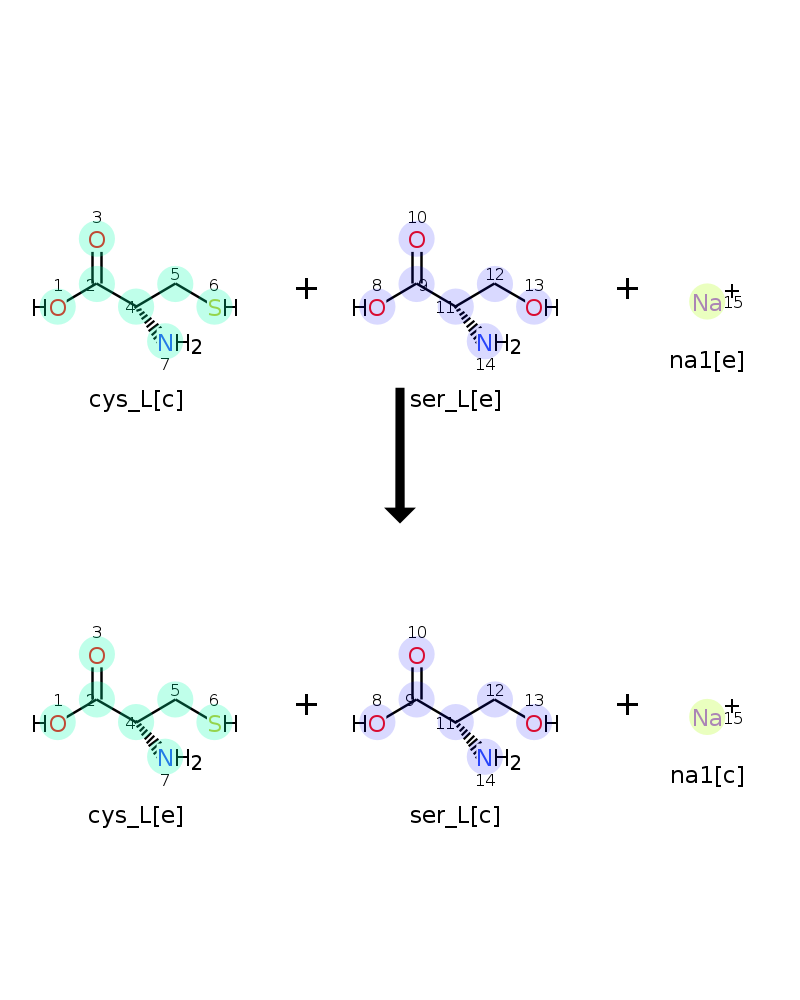 3 10
1 2 4 5 6 8 9 11 12 13
O O
HO SH + HO OH + Na+ 15
NH2 NH2
7 14
na1[e]
cys_L[c] ser_L[e]
3 10
1 2 4 5 6 8 9 11 12 13
O O
HO SH + HO OH + Na+ 15
NH2 NH2
7 14
na1[c]
cys_L[e] ser_L[c]